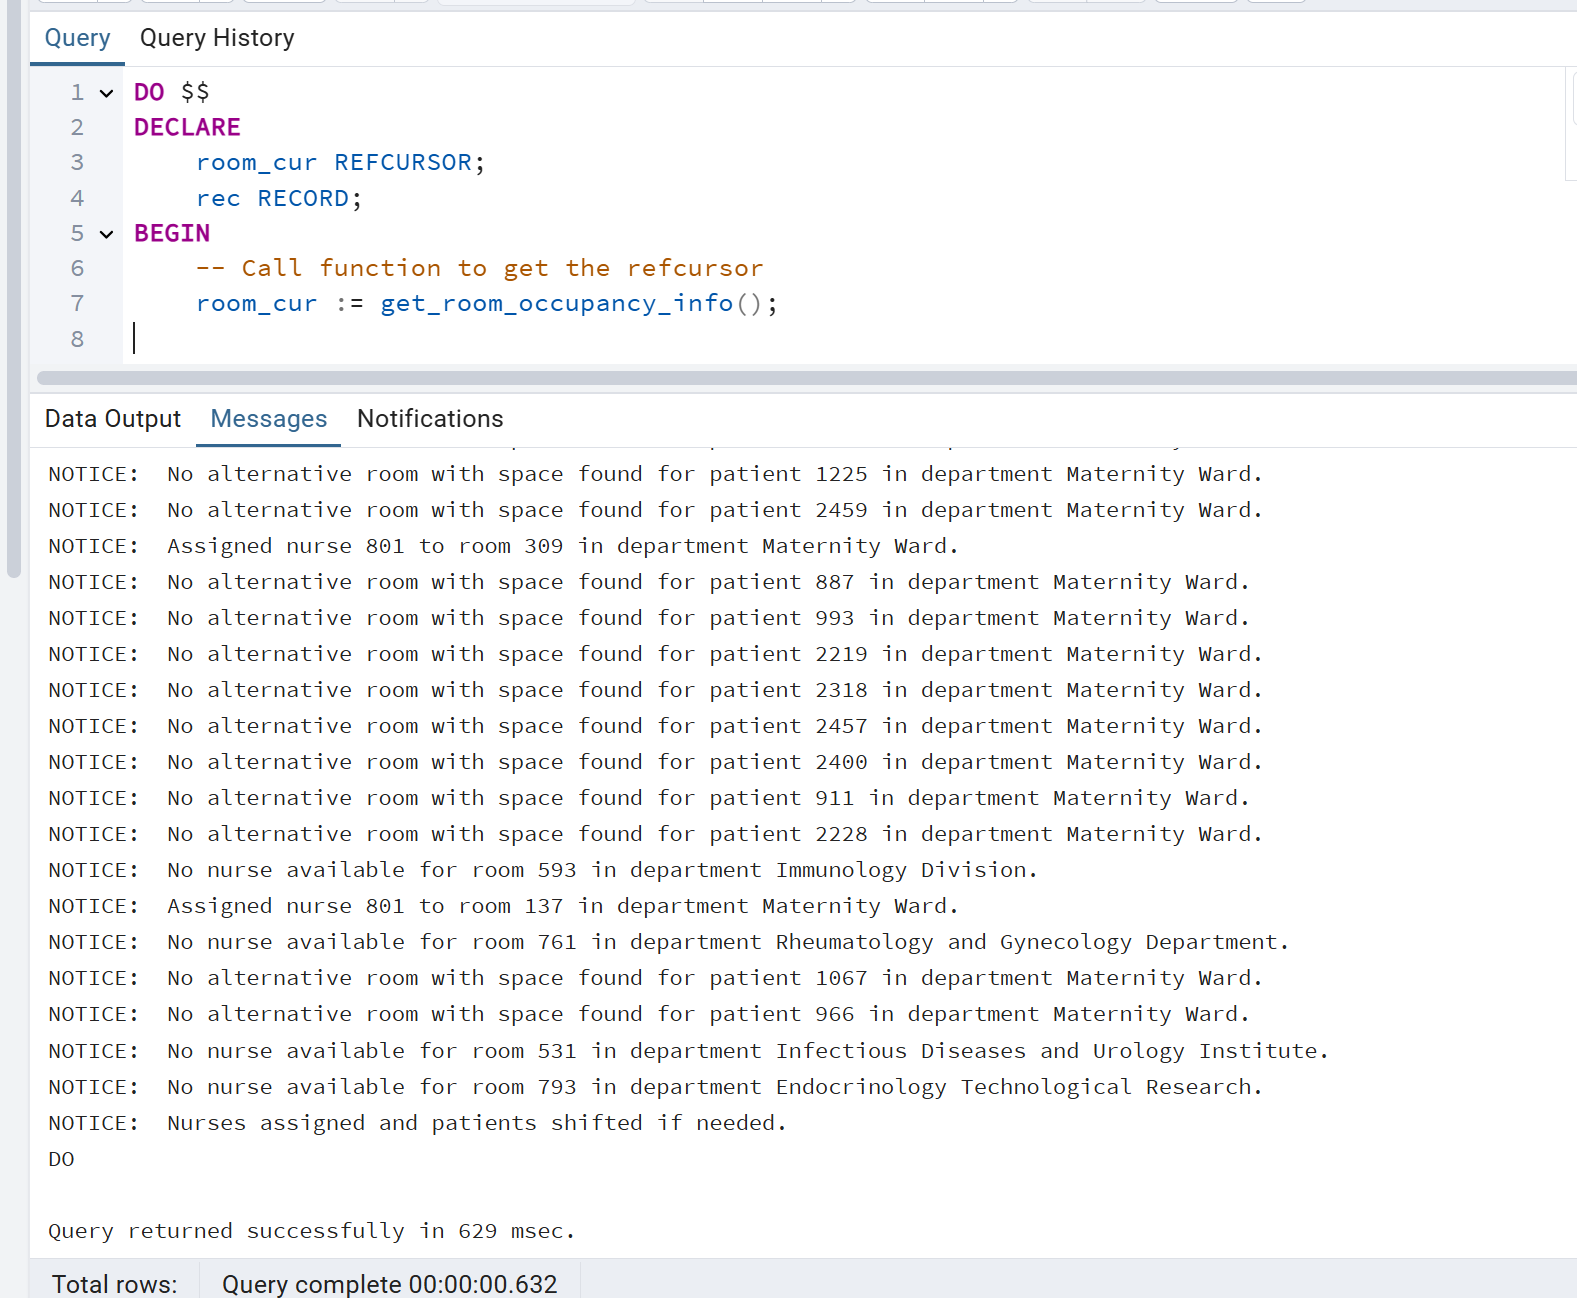 Query Query History
1 DO $$
2 DECLARE
3 room_cur REFCURSOR;
4 rec RECORD;
5 BEGIN
6 -- Call function to get the refcursor
7 room_cur := get_room_occupancy_info();
8
Data Output Messages Notifications
NOTICE:  No alternative room with space found for patient 1225 in department Maternity Ward.
NOTICE:  No alternative room with space found for patient 2459 in department Maternity Ward.
NOTICE:  Assigned nurse 801 to room 309 in department Maternity Ward.
NOTICE:  No alternative room with space found for patient 887 in department Maternity Ward.
NOTICE:  No alternative room with space found for patient 993 in department Maternity Ward.
NOTICE:  No alternative room with space found for patient 2219 in department Maternity Ward.
NOTICE:  No alternative room with space found for patient 2318 in department Maternity Ward.
NOTICE:  No alternative room with space found for patient 2457 in department Maternity Ward.
NOTICE:  No alternative room with space found for patient 2400 in department Maternity Ward.
NOTICE:  No alternative room with space found for patient 911 in department Maternity Ward.
NOTICE:  No alternative room with space found for patient 2228 in department Maternity Ward.
NOTICE:  No nurse available for room 593 in department Immunology Division.
NOTICE:  Assigned nurse 801 to room 137 in department Maternity Ward.
NOTICE:  No nurse available for room 761 in department Rheumatology and Gynecology Department.
NOTICE:  No alternative room with space found for patient 1067 in department Maternity Ward.
NOTICE:  No alternative room with space found for patient 966 in department Maternity Ward.
NOTICE:  No nurse available for room 531 in department Infectious Diseases and Urology Institute.
NOTICE:  No nurse available for room 793 in department Endocrinology Technological Research.
NOTICE:  Nurses assigned and patients shifted if needed.
DO
Query returned successfully in 629 msec.
Total rows: Query complete 00:00:00.632